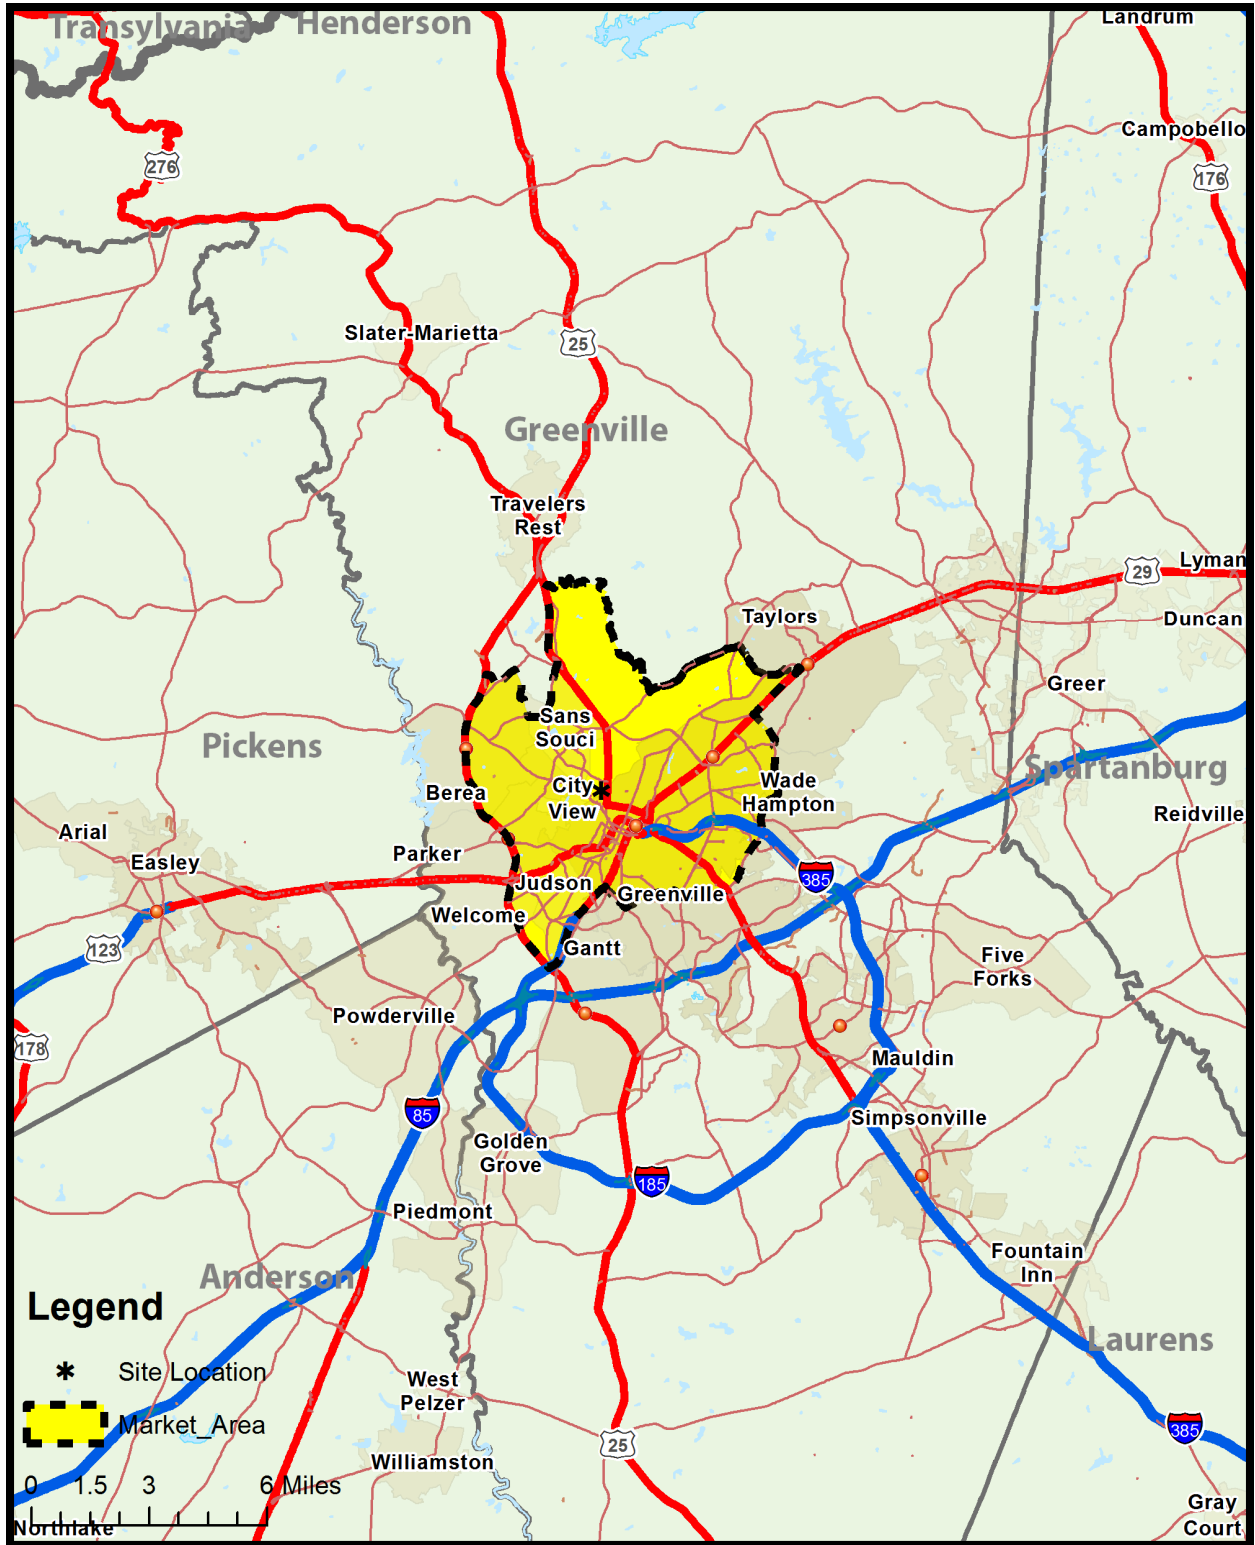 Transylvania
Henderson
Landrum
Campobello
276
176
Slater-Marietta
25
Greenville
Travelers
Rest
29
Lyman
Taylors
Duncan
Greer
Sans
Souci
Pickens
Spartanburg
City
View
Wade
Hampton
Berea
Reidville
Arial
Easley
Parker
385
Judson
Greenville
Welcome
123
Gantt
Five
Forks
Powderville
178
Mauldin
85
Simpsonville
Golden
Grove
185
Piedmont
Fountain
Inn
Anderson
Legend
Laurens
Site Location
West
Pelzer
Market_Area
385
25
Williamston
0 1.5 3 6 Miles
Gray
Court
Northlake